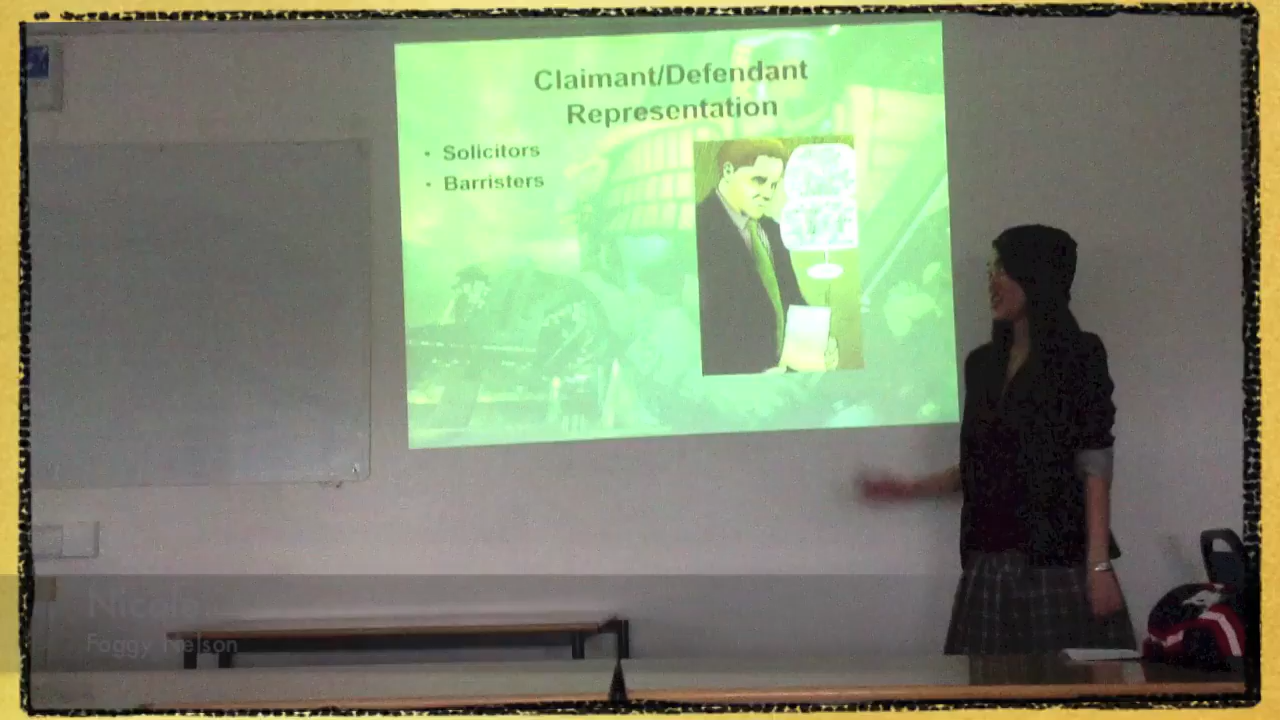 Claimant/Defendant
Representation
• Solicitors
• Barristers
Nicole
Foggy Nelson